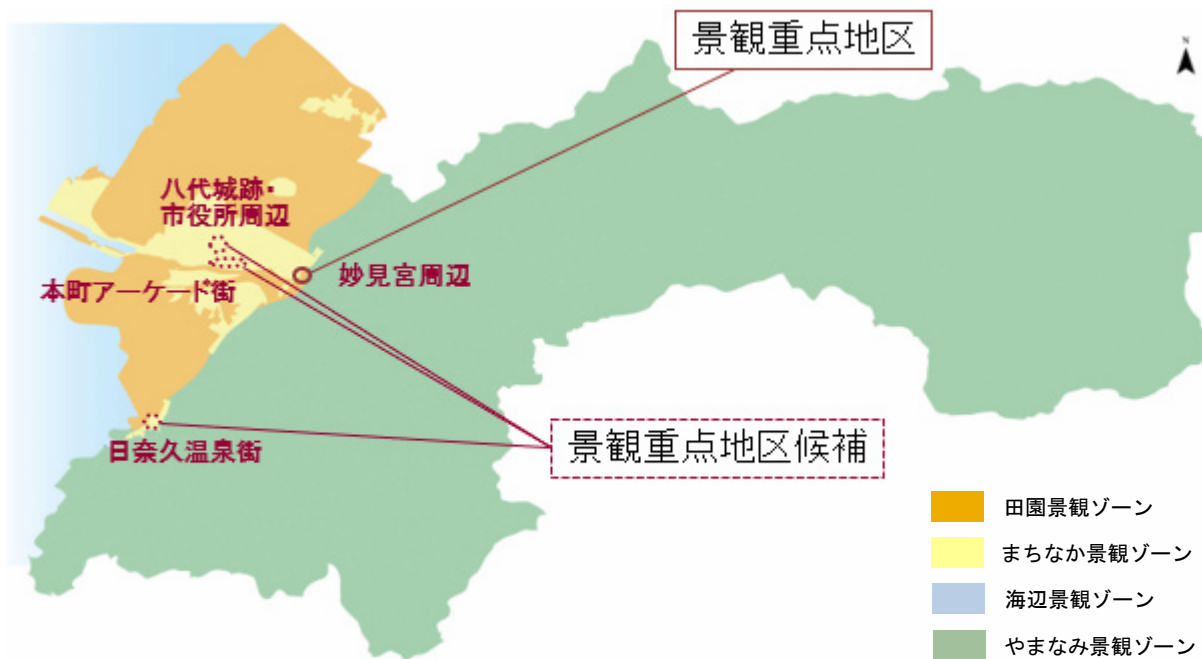 景観重点地区
N
八代城跡・
市役所周辺
妙見宮周辺
本町アーケード街
日奈久温泉街
景観重点地区候補
田園景観ゾーン
まちなか景観ゾーン
海辺景観ゾーン
やまなみ景観ゾーン